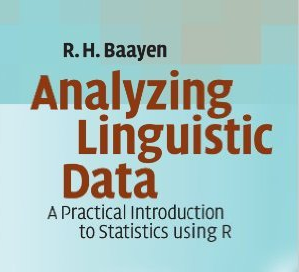 R. H. Baayen
Analyzing
Linguistic
Data
A Practical Introduction
to Statistics using R